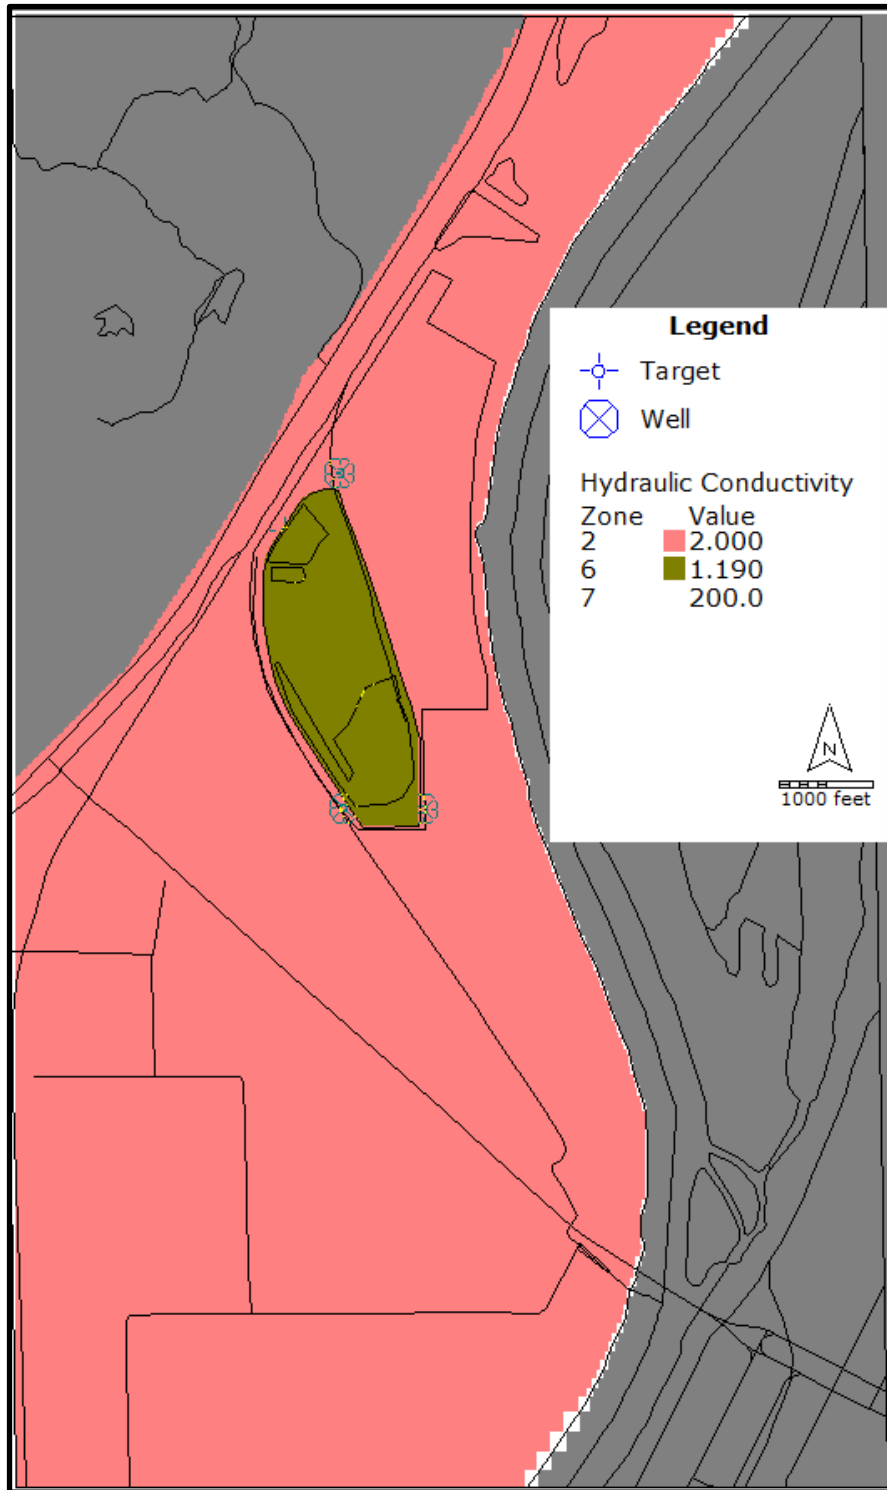 Legend
Target
Well
Hydraulic Conductivity
Zone Value
2 2.000
6 1.190
7 200.0
N
1000 feet